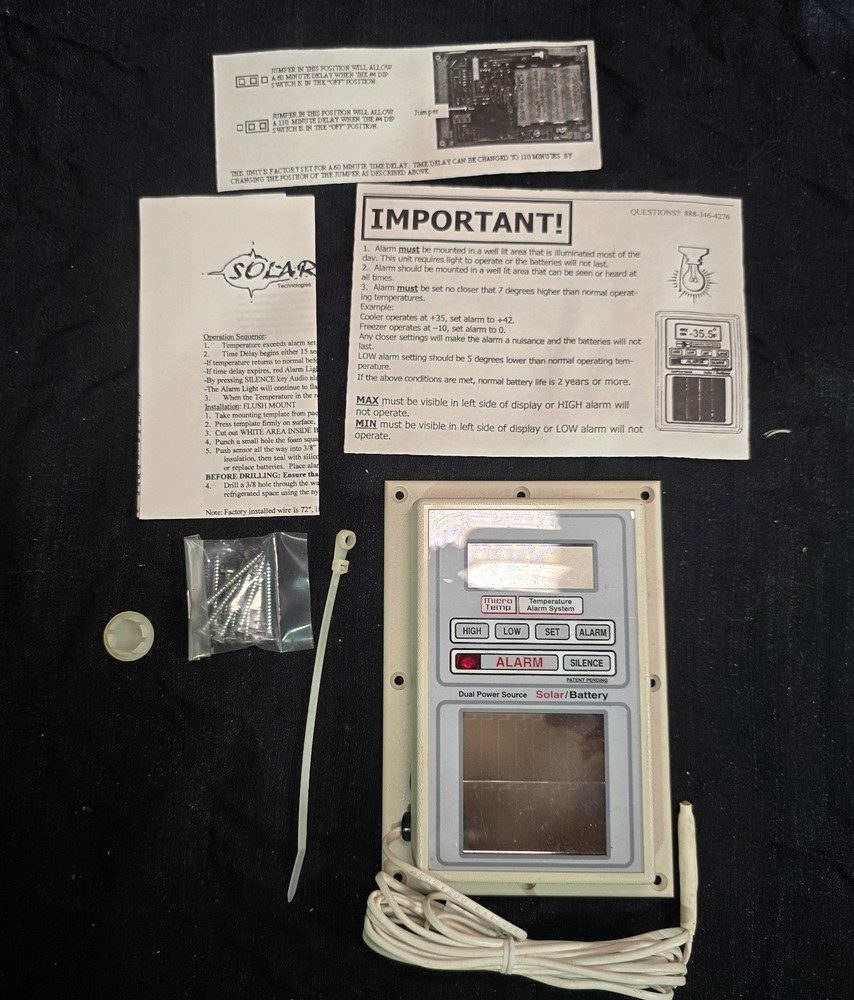 JUMPER IN THIS POSITION WILL ALLOW
A 60 MINUTE DELAY WHEN THE #4 DIP
SWITCH IS IN THE "OFF" POSITION.
JUMPER IN THIS POSITION WILL ALLOW
A 110 MINUTE DELAY WHEN THE #4 DIP
SWITCH IS IN THE "OFF" POSITION.
Jumper
THE UNIT IS FACTORY SET FOR A 60 MINUTE TIME DELAY. TIME DELAY CAN BE CHANGED TO 110 MINUTES BY
CHANGING THE POSITION OF THE JUMPER AS DESCRIBED ABOVE.
IMPORTANT!
QUESTIONS? 888-346-4276
1. Alarm must be mounted in a well lit area that is illuminated most of the
day. This unit requires light to operate or the batteries will not last.
2. Alarm should be mounted in a well lit area that can be seen or heard at
all times.
3. Alarm must be set no closer that 7 degrees higher than normal operat-
ing temperatures.
Example:
Cooler operates at +35, set alarm to +42.
Freezer operates at -10, set alarm to 0.
Any closer settings will make the alarm a nuisance and the batteries will not
last.
LOW alarm setting should be 5 degrees lower than normal operating tem-
perature.
If the above conditions are met, normal battery life is 2 years or more.
MAX must be visible in left side of display or HIGH alarm will
not operate.
MIN must be visible in left side of display or LOW alarm will not
operate.
-35.5
SOLAR
Technologies
Operation Sequence:
1. Temperature exceeds alarm set
2. Time Delay begins either 15 se
-If temperature returns to normal bef
-If time delay expires, red Alarm Lig
-By pressing SILENCE key Audio al
-The Alarm Light will continue to fla
3. When the Temperature in the r
Installation: FLUSH MOUNT
1. Take mounting template from pac
2. Press template firmly on surface,
3. Cut out WHITE AREA INSIDE B
4. Punch a small hole the foam squa
5. Push sensor all the way into 3/8"
insulation, then seal with silic
or replace batteries. Place alar
BEFORE DRILLING: Ensure tha
4. Drill a 3/8 hole through the wa
refrigerated space using the ny
Note: Factory installed wire is 72",
micro
Temp
Temperature
Alarm System
HIGH LOW SET ALARM
ALARM SILENCE
PATENT PENDING
Dual Power Source Solar/Battery